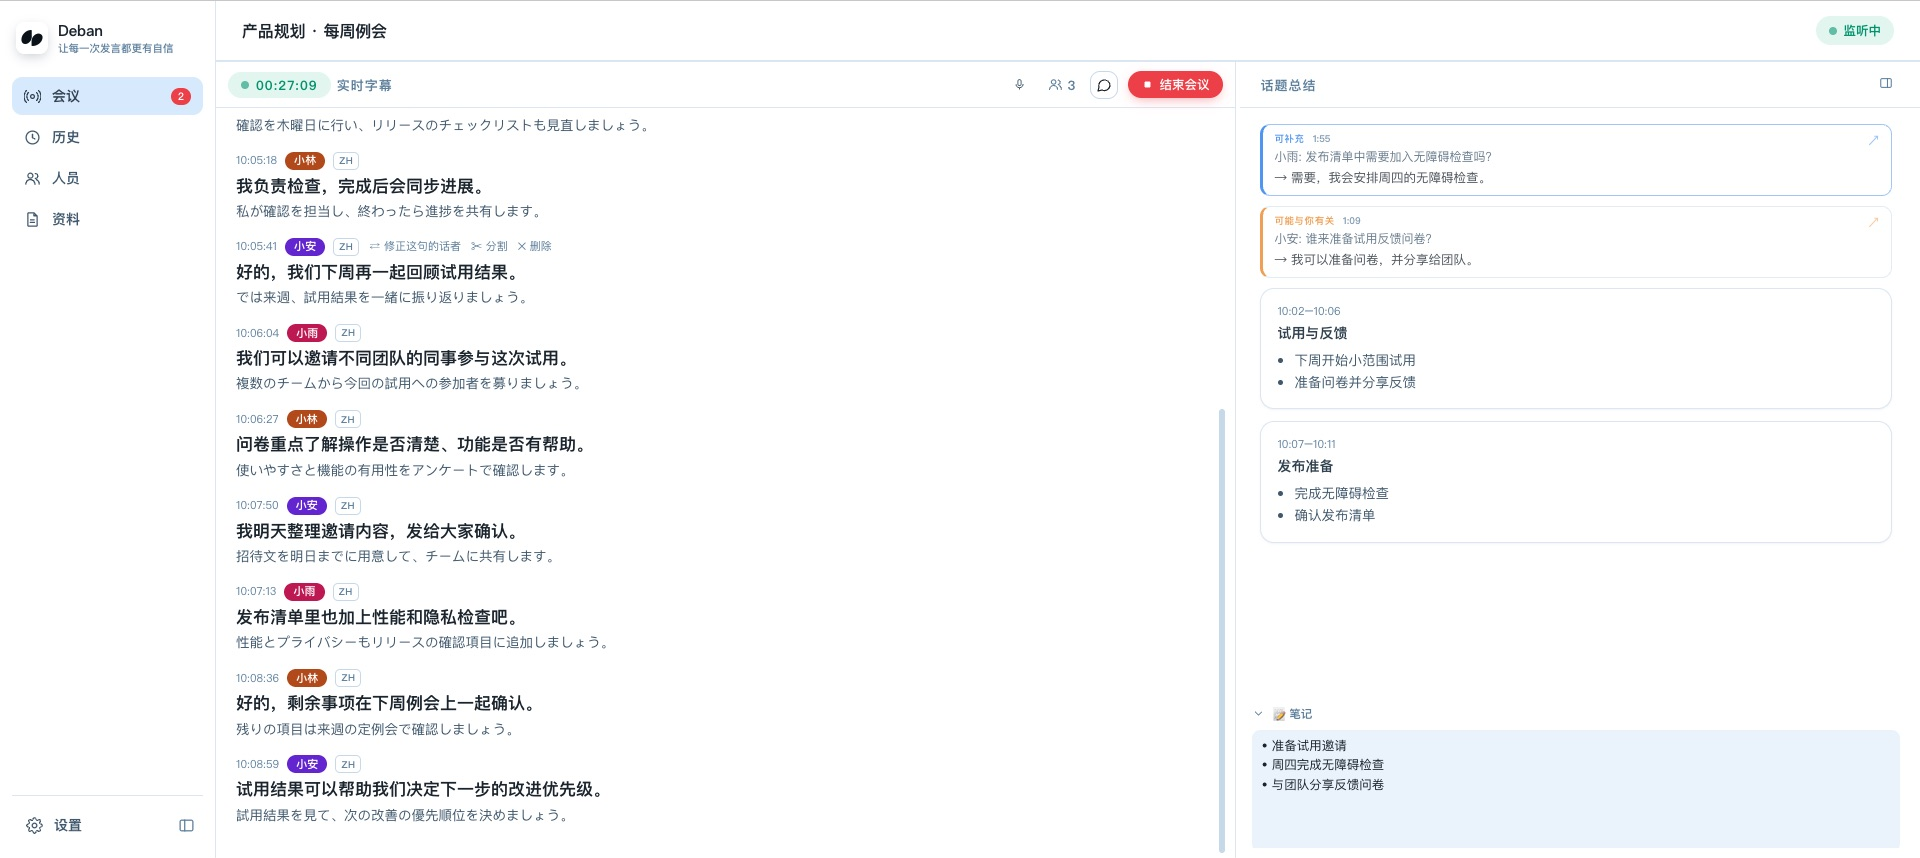 Deban
让每一次发言都更有自信
会议 2
历史
人员
资料
设置
产品规划 · 每周例会
监听中
00:27:09 实时字幕
3
结束会议
確認を木曜日に行い、リリースのチェックリストも見直しましょう。
10:05:18 小林 ZH
我负责检查，完成后会同步进展。
私が確認を担当し、終わったら進捗を共有します。
10:05:41 小安 ZH 修正这句的话者 分割 删除
好的，我们下周再一起回顾试用结果。
では来週、試用結果を一緒に振り返りましょう。
10:06:04 小雨 ZH
我们可以邀请不同团队的同事参与这次试用。
複数のチームから今回の試用への参加者を募りましょう。
10:06:27 小林 ZH
问卷重点了解操作是否清楚、功能是否有帮助。
使いやすさと機能の有用性をアンケートで確認します。
10:07:50 小安 ZH
我明天整理邀请内容，发给大家确认。
招待文を明日までに用意して、チームに共有します。
10:07:13 小雨 ZH
发布清单里也加上性能和隐私检查吧。
性能とプライバシーもリリースの確認項目に追加しましょう。
10:08:36 小林 ZH
好的，剩余事项在下周例会上一起确认。
残りの項目は来週の定例会で確認しましょう。
10:08:59 小安 ZH
试用结果可以帮助我们决定下一步的改进优先级。
試用結果を見て、次の改善の優先順位を決めましょう。
话题总结
可补充 1:55
小雨: 发布清单中需要加入无障碍检查吗?
→ 需要，我会安排周四的无障碍检查。
可能与你有关 1:09
小安: 谁来准备试用反馈问卷?
→ 我可以准备问卷，并分享给团队。
10:02—10:06
试用与反馈
• 下周开始小范围试用
• 准备问卷并分享反馈
10:07—10:11
发布准备
• 完成无障碍检查
• 确认发布清单
笔记
• 准备试用邀请
• 周四完成无障碍检查
• 与团队分享反馈问卷